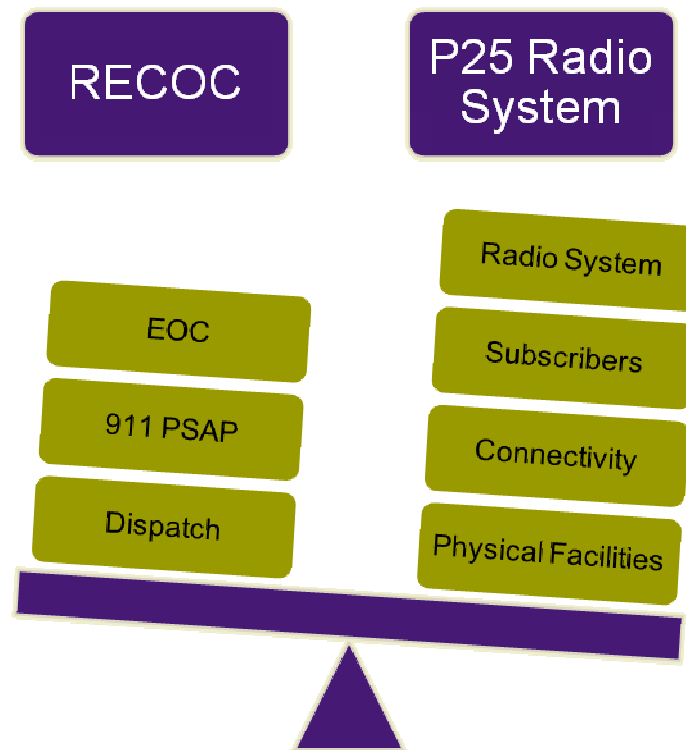 RECOC
P25 Radio
System
EOC
911 PSAP
Dispatch
Radio System
Subscribers
Connectivity
Physical Facilities